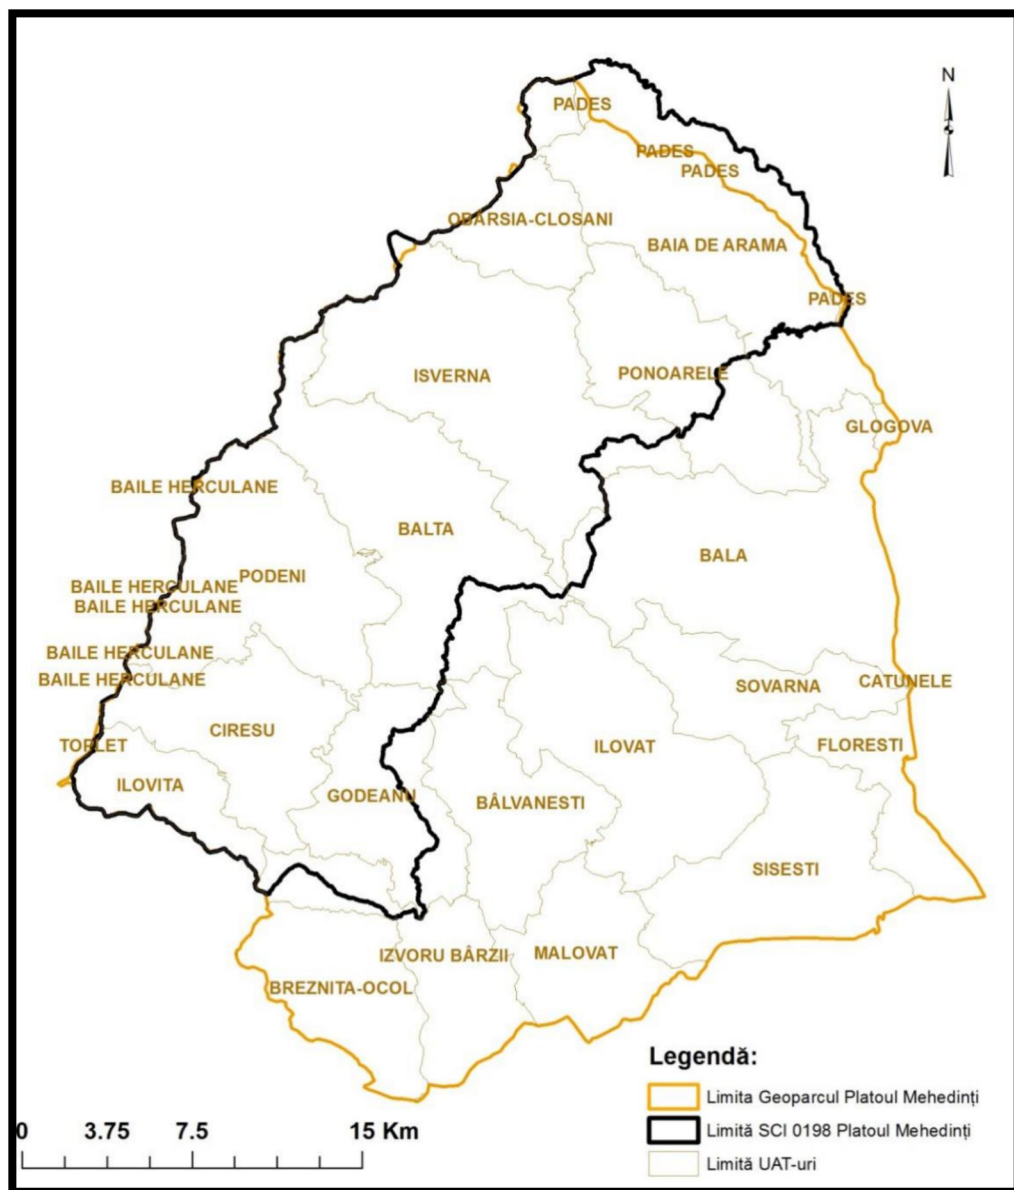 N
PADES
PADES
PADES
OBARSIA-CLOSANI
BAIA DE ARAMA
PADES
ISVERNA
PONOARELE
GLOGOVA
BAILE HERCULANE
BALTA
BALA
PODENI
BAILE HERCULANE
BAILE HERCULANE
BAILE HERCULANE
BAILE HERCULANE
SOVARNA
CATUNELE
CIRESU
TOPLET
ILOVAT
FLORESTI
ILOVITA
GODEANU
BÂLVANESTI
SISESTI
IZVORU BÂRZII
MALOVAT
BREZNITA-OCOL
Legendă:
Limita Geoparcul Platoul Mehedinți
Limită SCI 0198 Platoul Mehedinți
Limită UAT-uri
0 3.75 7.5 15 Km